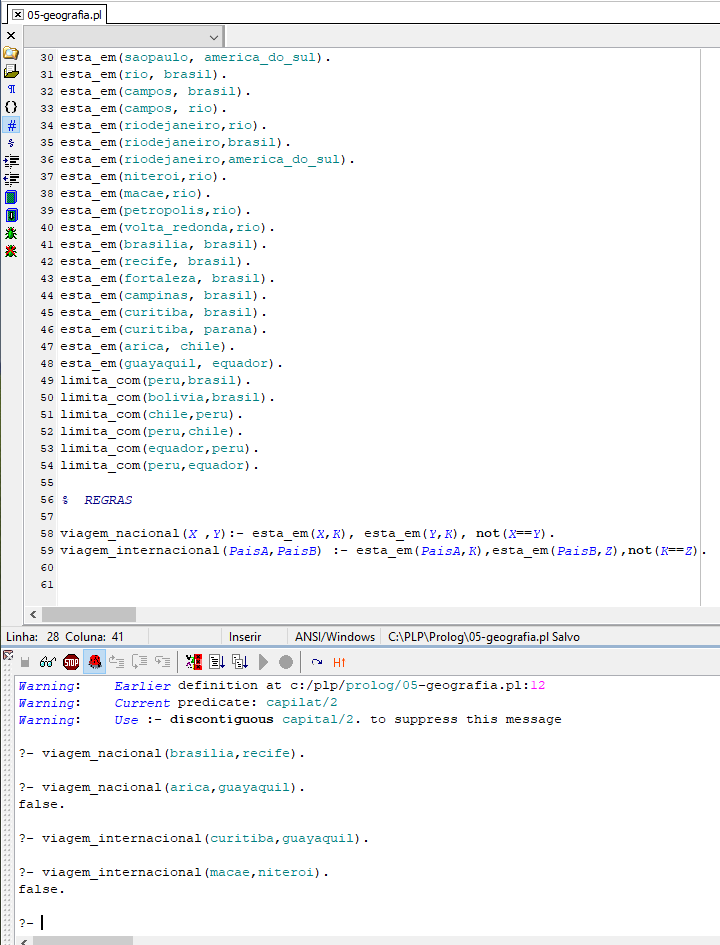 05-geografia.pl
30 esta_em(saopaulo, america_do_sul).
31 esta_em(rio, brasil).
32 esta_em(campos, brasil).
33 esta_em(campos, rio).
34 esta_em(riodejaneiro,rio).
35 esta_em(riodejaneiro,brasil).
36 esta_em(riodejaneiro,america_do_sul).
37 esta_em(niteroi,rio).
38 esta_em(macae,rio).
39 esta_em(petropolis,rio).
40 esta_em(volta_redonda,rio).
41 esta_em(brasilia, brasil).
42 esta_em(recife, brasil).
43 esta_em(fortaleza, brasil).
44 esta_em(campinas, brasil).
45 esta_em(curitiba, brasil).
46 esta_em(curitiba, parana).
47 esta_em(arica, chile).
48 esta_em(guayaquil, equador).
49 limita_com(peru,brasil).
50 limita_com(bolivia,brasil).
51 limita_com(chile,peru).
52 limita_com(peru,chile).
53 limita_com(equador,peru).
54 limita_com(peru,equador).
55
56 %  REGRAS
57
58 viagem_nacional(X ,Y):- esta_em(X,K), esta_em(Y,K), not(X==Y).
59 viagem_internacional(PaisA,PaisB) :- esta_em(PaisA,K),esta_em(PaisB,Z),not(K==Z).
60
61
Linha: 28 Coluna: 41 Inserir ANSI/Windows C:\PLP\Prolog\05-geografia.pl Salvo
STOP H!
Warning:    Earlier definition at c:/plp/prolog/05-geografia.pl:12
Warning:    Current predicate: capilat/2
Warning:    Use :- discontiguous capital/2. to suppress this message
?- viagem_nacional(brasilia,recife).
?- viagem_nacional(arica,guayaquil).
false.
?- viagem_internacional(curitiba,guayaquil).
?- viagem_internacional(macae,niteroi).
false.
?-